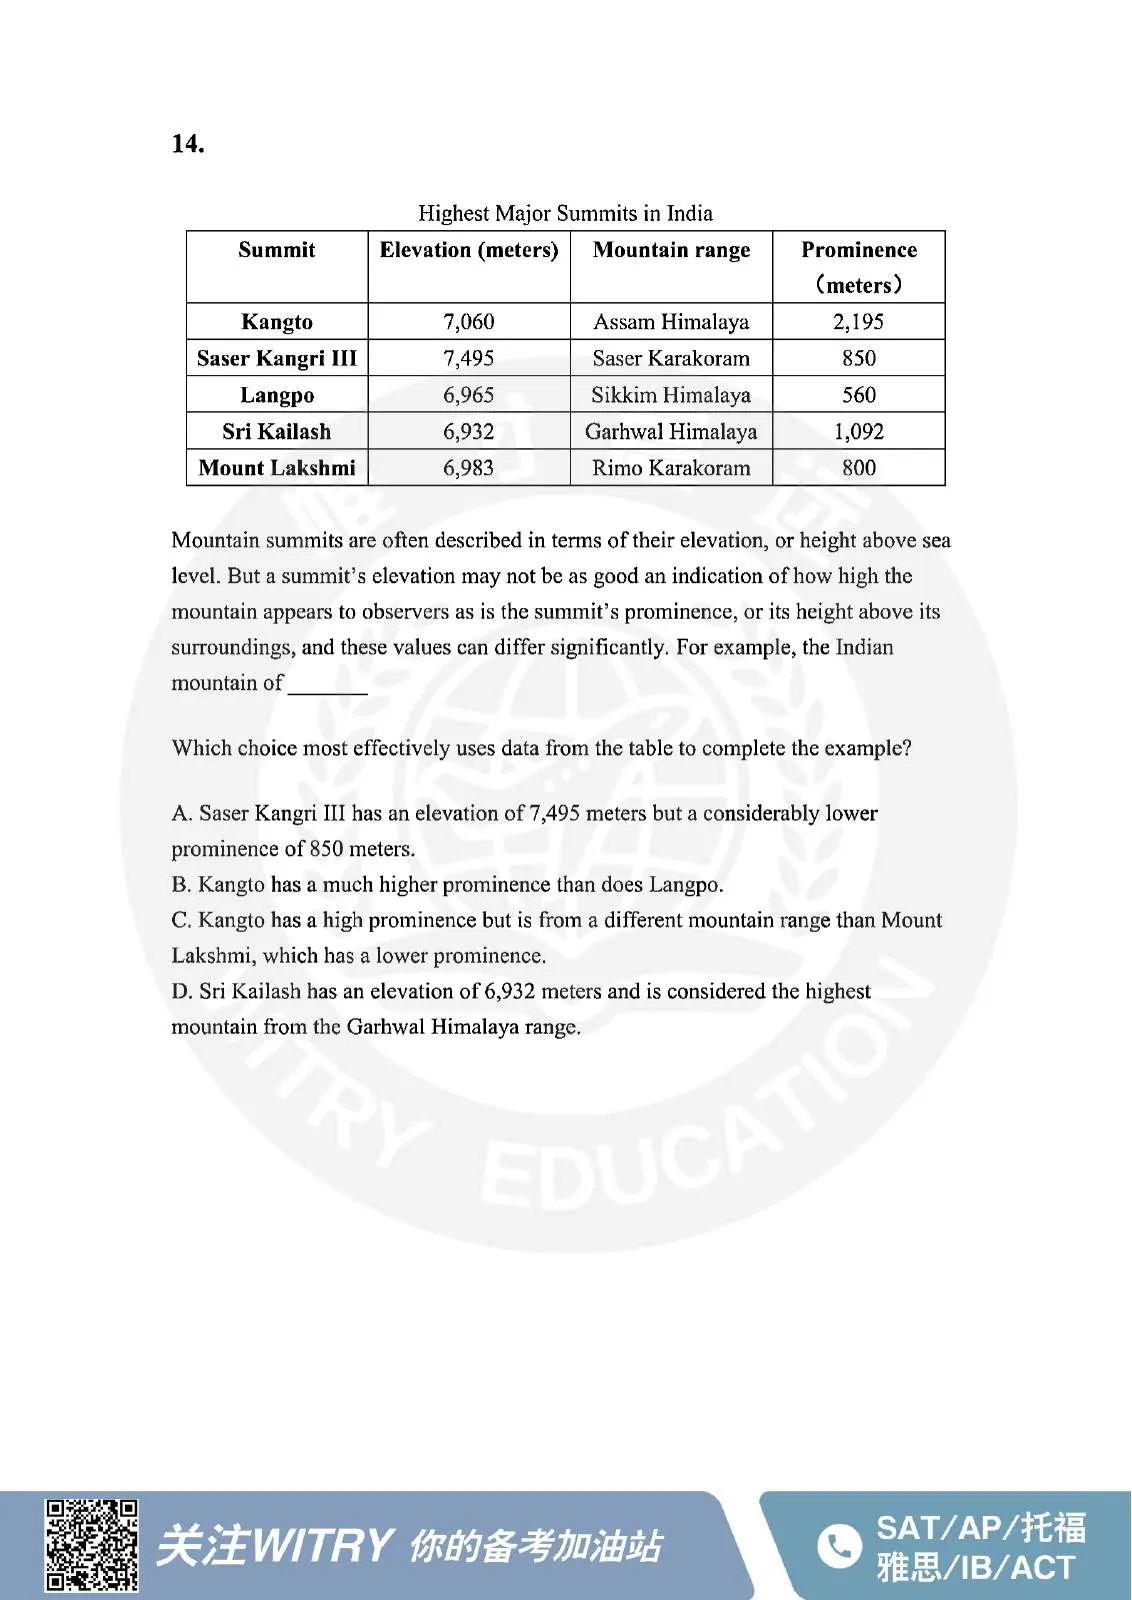 14.
Highest Major Summits in India
Summit Elevation (meters) Mountain range Prominence (meters)
Kangto 7,060 Assam Himalaya 2,195
Saser Kangri III 7,495 Saser Karakoram 850
Langpo 6,965 Sikkim Himalaya 560
Sri Kailash 6,932 Garhwal Himalaya 1,092
Mount Lakshmi 6,983 Rimo Karakoram 800
Mountain summits are often described in terms of their elevation, or height above sea
level. But a summit's elevation may not be as good an indication of how high the
mountain appears to observers as is the summit's prominence, or its height above its
surroundings, and these values can differ significantly. For example, the Indian
mountain of _______
Which choice most effectively uses data from the table to complete the example?
A. Saser Kangri III has an elevation of 7,495 meters but a considerably lower
prominence of 850 meters.
B. Kangto has a much higher prominence than does Langpo.
C. Kangto has a high prominence but is from a different mountain range than Mount
Lakshmi, which has a lower prominence.
D. Sri Kailash has an elevation of 6,932 meters and is considered the highest
mountain from the Garhwal Himalaya range.
WITRY EDUCATION
关注WITRY 你的备考加油站
SAT/AP/托福
雅思/IB/ACT